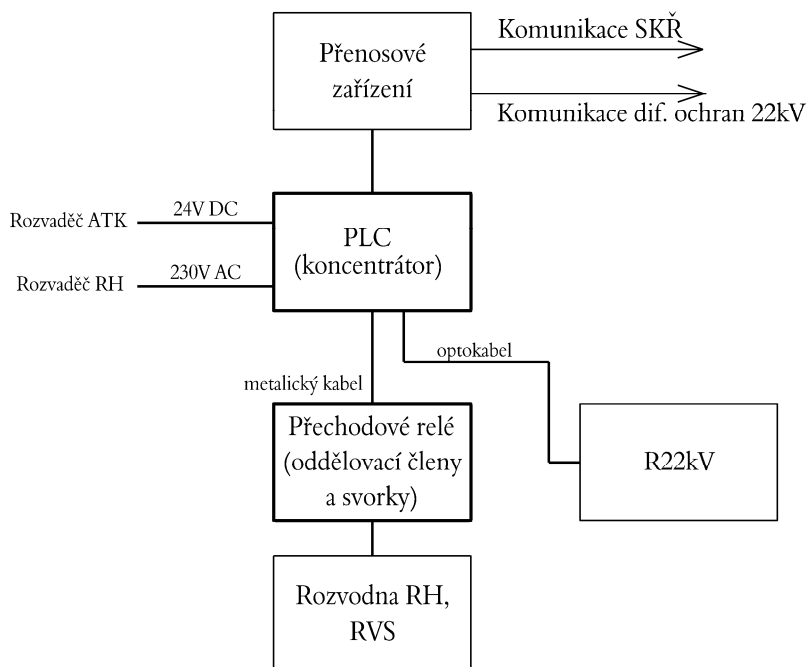 Přenosové
zařízení
Komunikace SKŘ
Komunikace dif. ochran 22kV
Rozvaděč ATK
24V DC
PLC
(koncentrátor)
Rozvaděč RH
230V AC
optokabel
metalický kabel
Přechodové relé
(oddělovací členy
a svorky)
R22kV
Rozvodna RH,
RVS